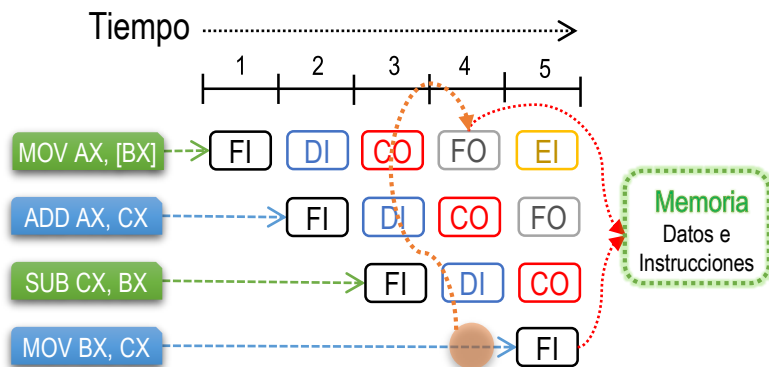 Tiempo
1 2 3 4 5
MOV AX, [BX] FI DI CO FO EI
ADD AX, CX FI DI CO FO
SUB CX, BX FI DI CO
MOV BX, CX FI
Memoria
Datos e
Instrucciones